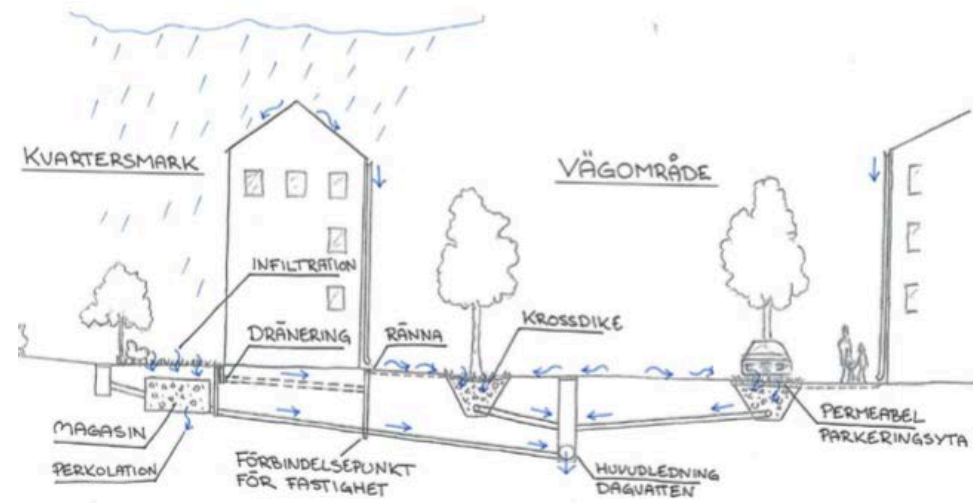 KVARTERSMARK
VÄGOMRÅDE
INFILTRATION
DRÄNERING
RÄNNA
KROSSDIKE
MAGASIN
PERKOLATION
FÖRBINDELSEPUNKT
FÖR FASTIGHET
HUVUDLEDNING
DAGVATTEN
PERMEABEL
PARKERINGSYTA